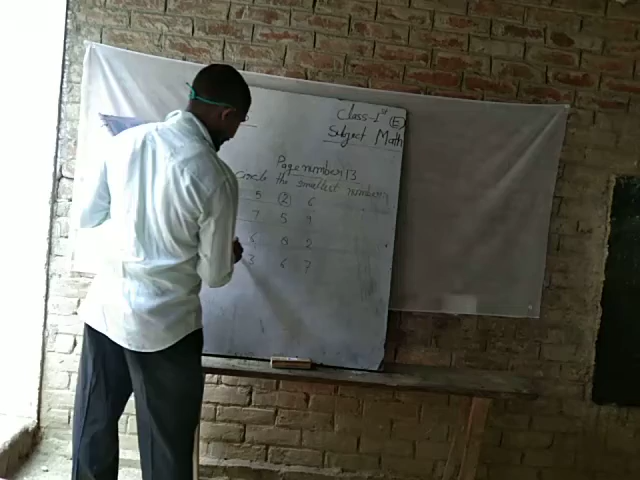 Class-1st (E)
Subject Math
Page number 13
Circle the smallest number
5 2 6
7 5 9
6 8 2
3 6 7